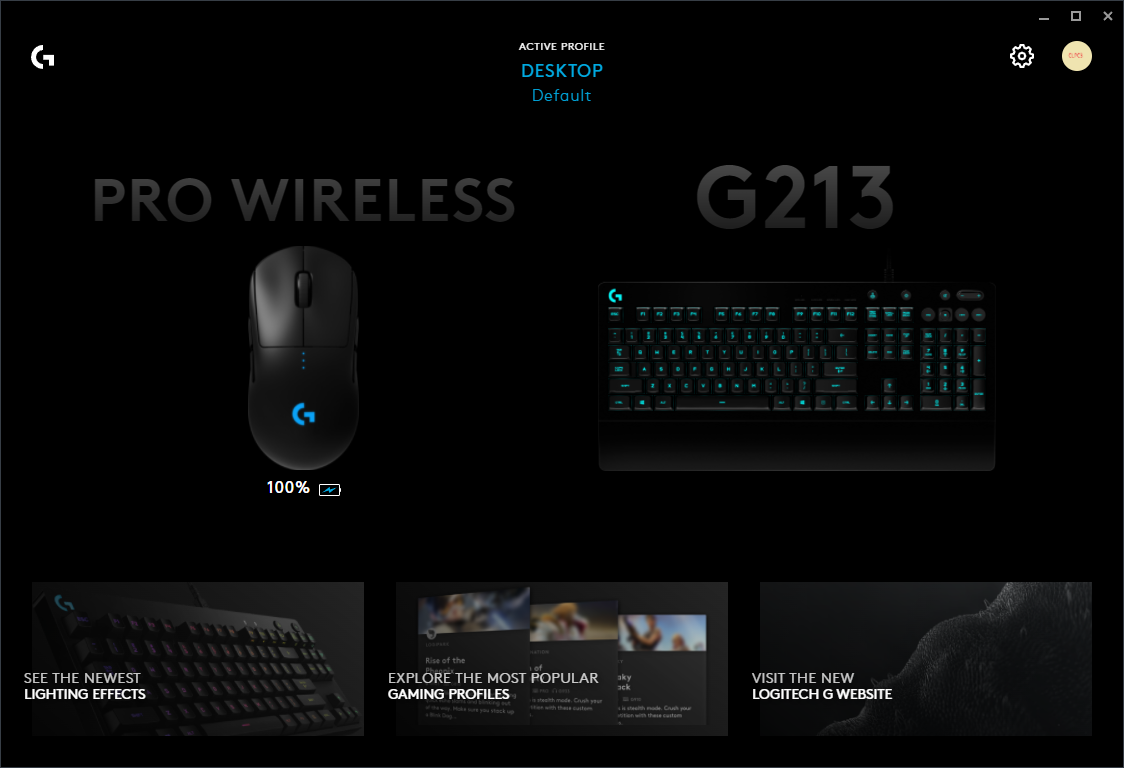 ACTIVE PROFILE
DESKTOP
Default
PRO WIRELESS
G213
100%
SEE THE NEWEST
LIGHTING EFFECTS
Rise of the
EXPLORE THE MOST POPULAR
GAMING PROFILES
VISIT THE NEW
LOGITECH G WEBSITE